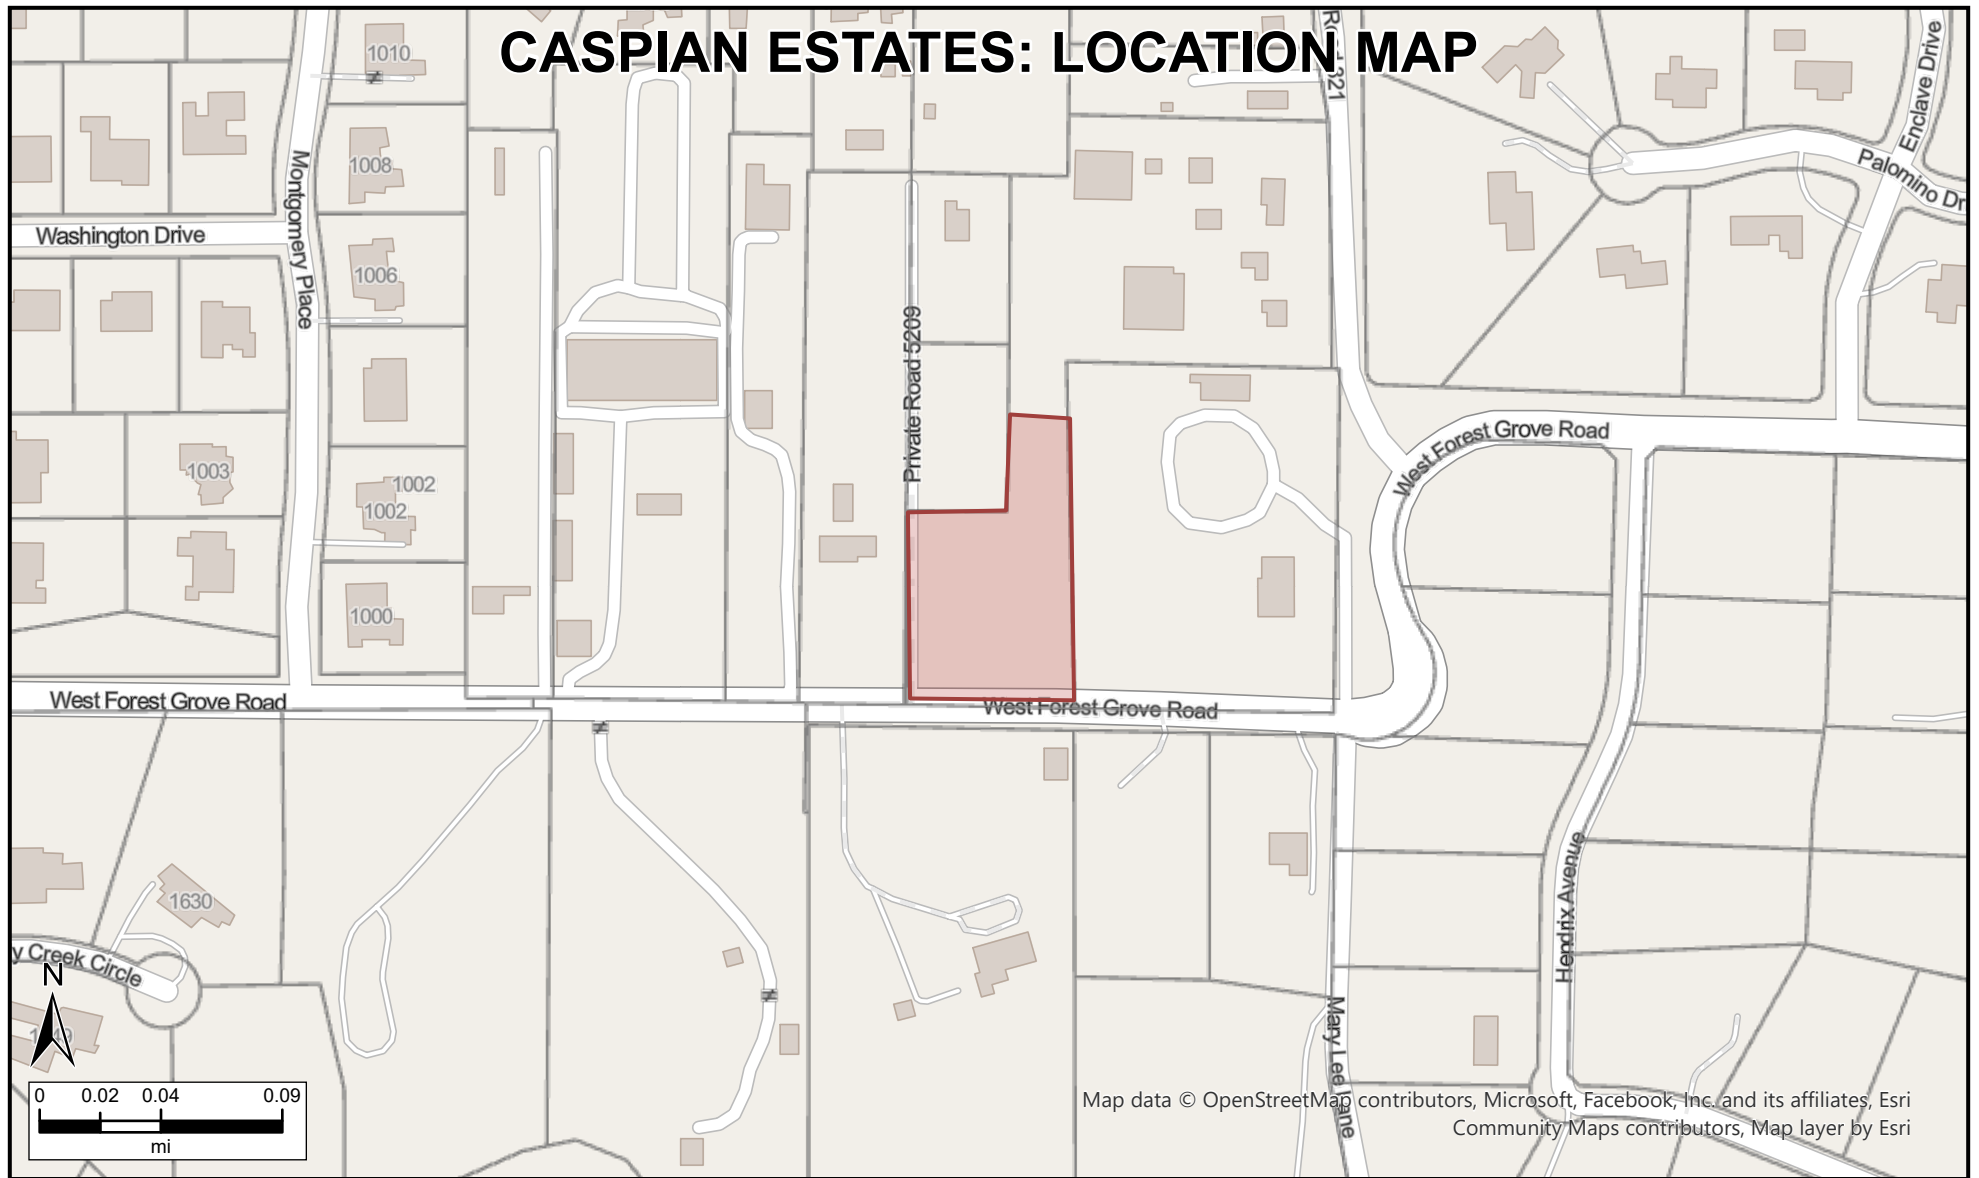 CASPIAN ESTATES: LOCATION MAP
1010
Enclave Drive
1008
Montgomery Place
Palomino Dr
Washington Drive
1006
Private Road 5209
West Forest Grove Road
1003
1002
1002
1000
West Forest Grove Road
West Forest Grove Road
1630
Hendrix Avenue
Creek Circle
N
Mary Lee Lane
0 0.02 0.04 0.09
mi
Map data © OpenStreetMap contributors, Microsoft, Facebook, Inc. and its affiliates, Esri
Community Maps contributors, Map layer by Esri